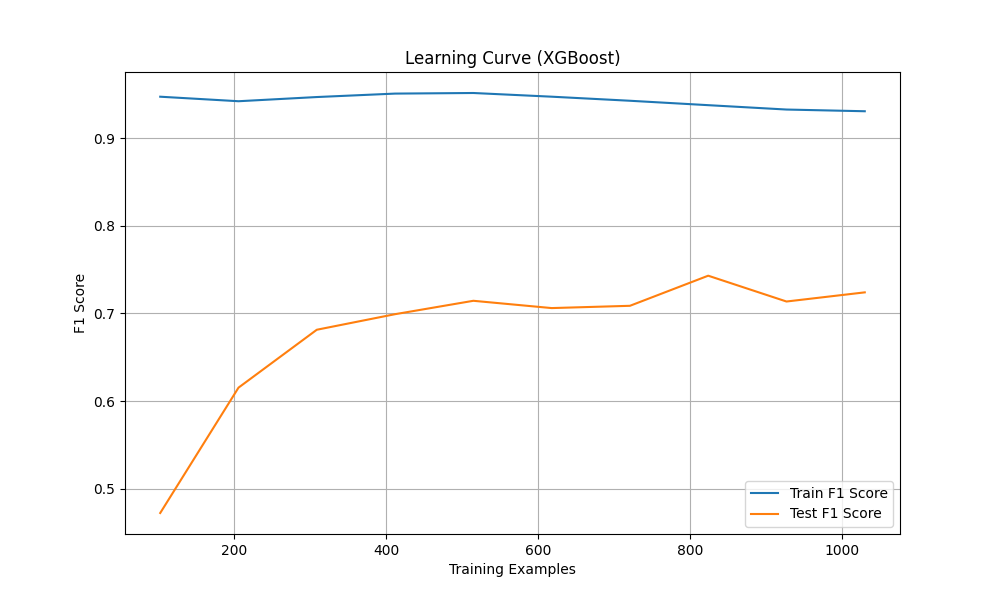 Learning Curve (XGBoost)
F1 Score
0.9
0.8
0.7
0.6
0.5
200
400
600
800
1000
Training Examples
Train F1 Score
Test F1 Score